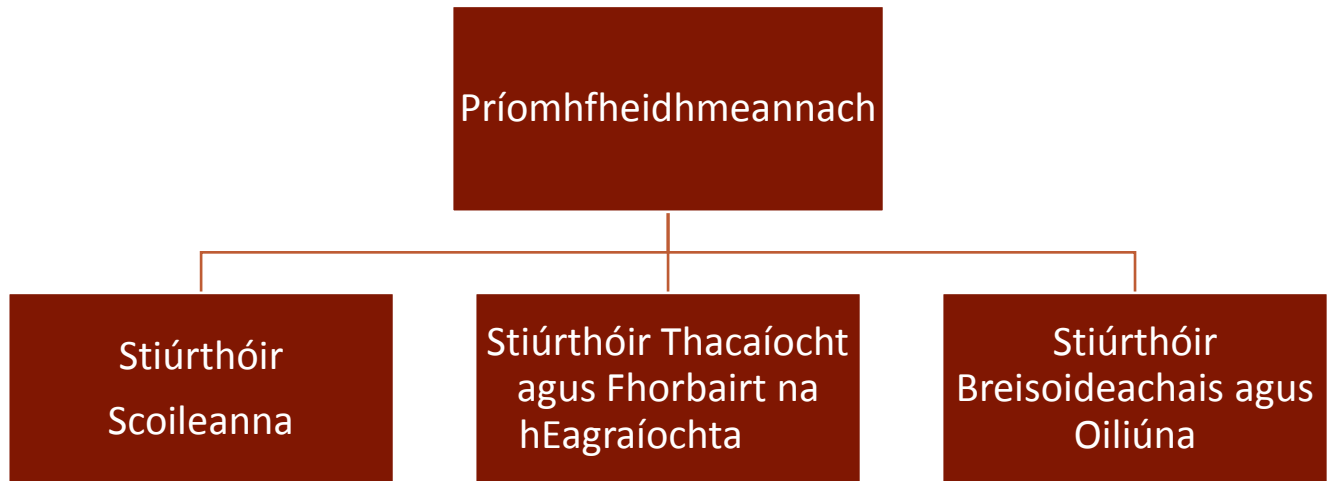 Príomhfheidhmeannach
Stiúrthóir
Scoileanna
Stiúrthóir Thacaíocht
agus Fhorbairt na
hEagraíochta
Stiúrthóir
Breisoideachais agus
Oiliúna